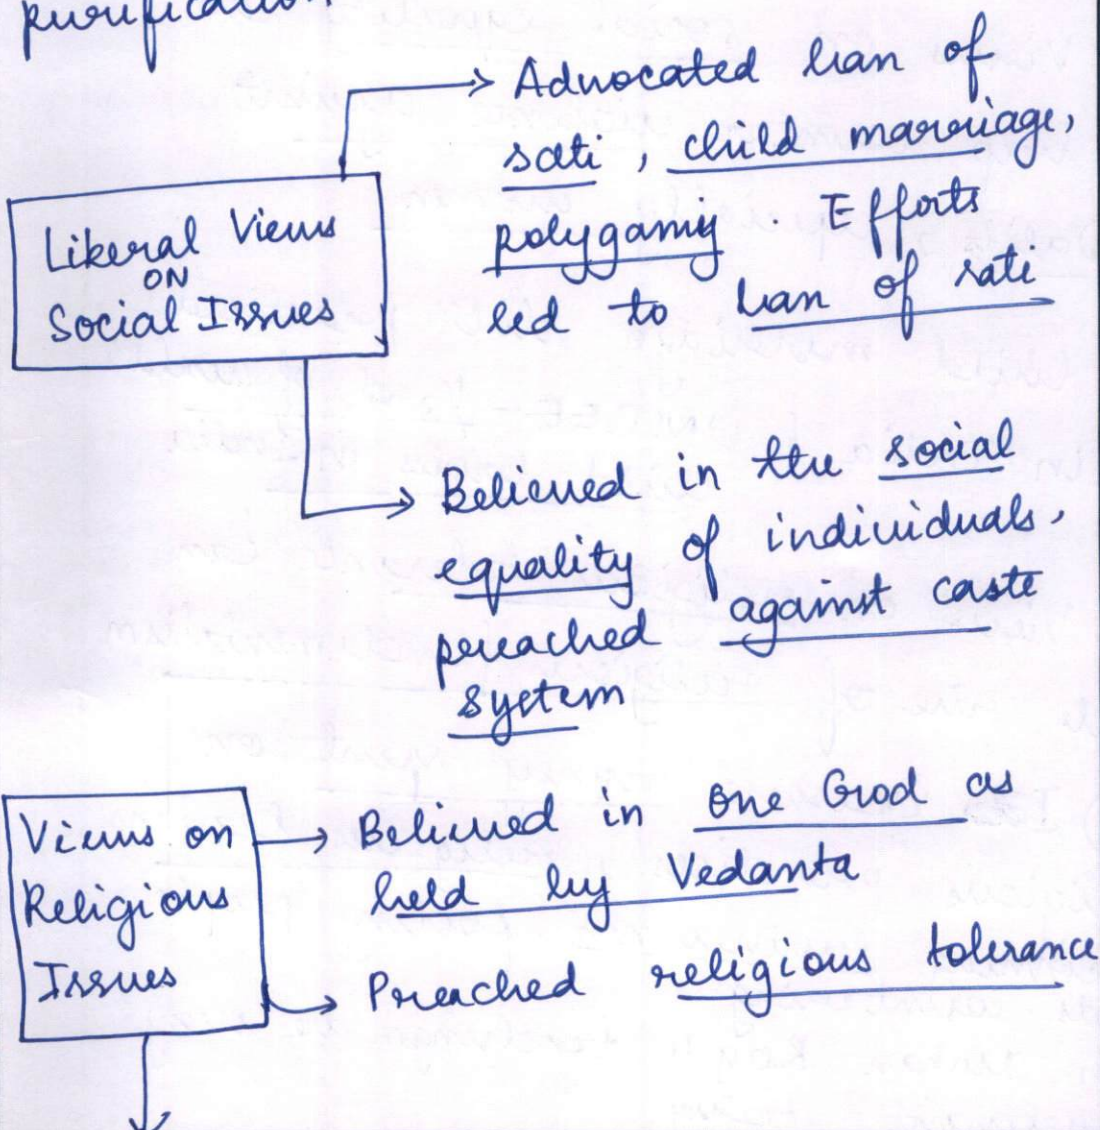 purification
Advocated ban of
sati, child marriage,
polygamy Efforts
led to ban of sati
Liberal Views
ON
Social Issues
Believed in the social
equality of individuals,
preached against caste
system
Views on
Religious
Issues
Believed in one God as
held by Vedanta
Preached religious tolerance